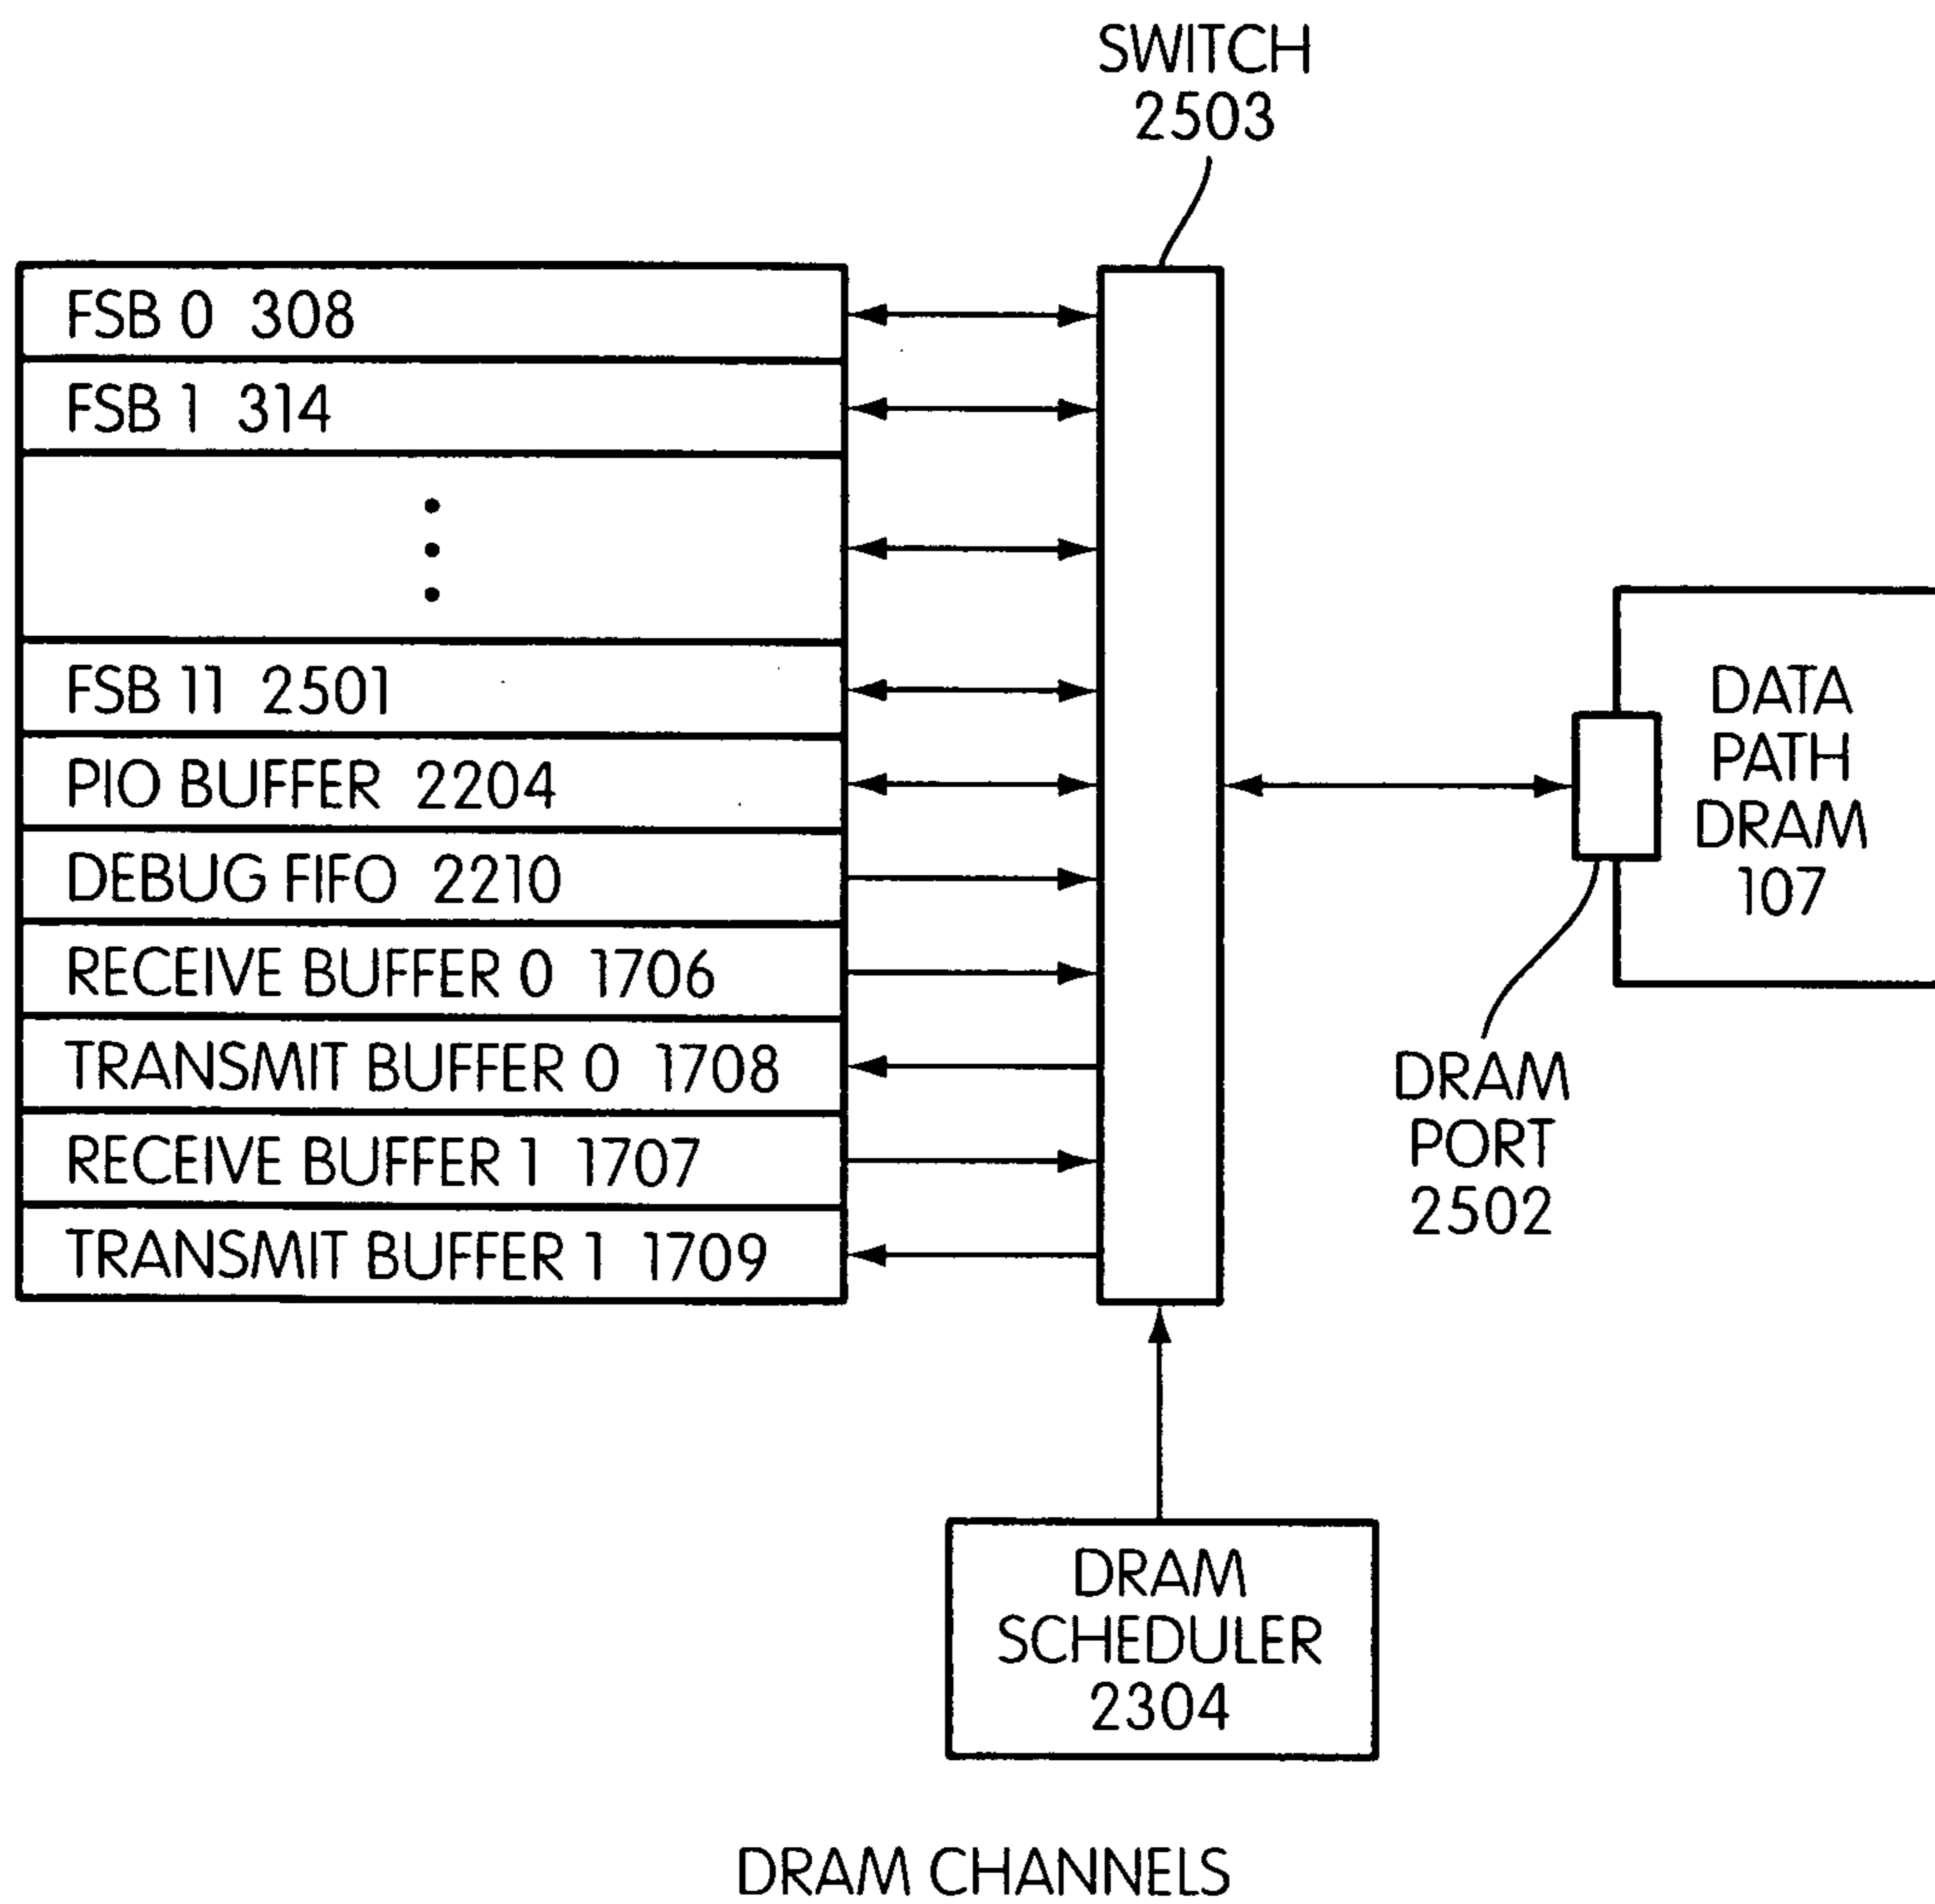 SWITCH
2503
FSB 0 308
FSB 1 314
FSB 11 2501
PIO BUFFER 2204
DEBUG FIFO 2210
RECEIVE BUFFER 0 1706
TRANSMIT BUFFER 0 1708
RECEIVE BUFFER 1 1707
TRANSMIT BUFFER 1 1709
DATA
PATH
DRAM
107
DRAM
PORT
2502
DRAM
SCHEDULER
2304
DRAM CHANNELS